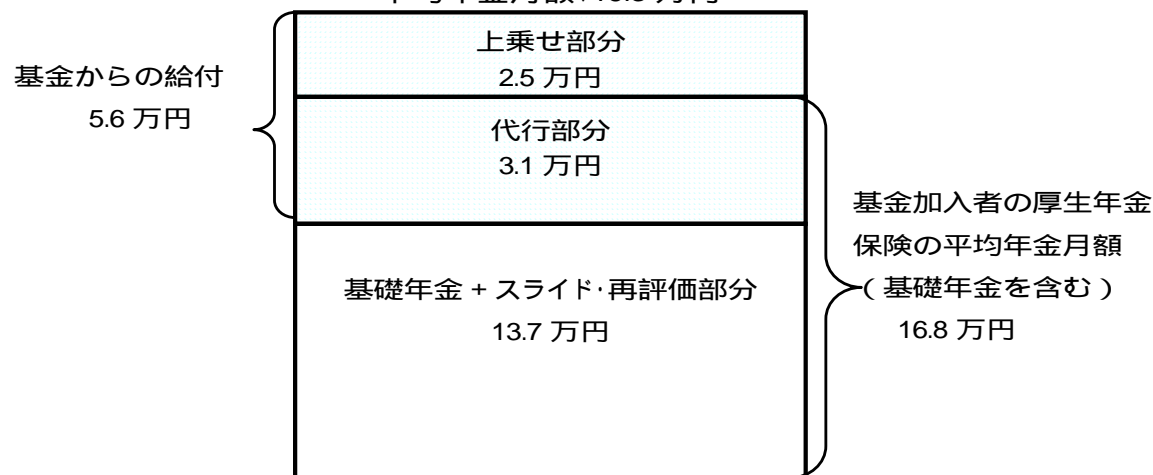 上乗せ部分
2.5 万円
基金からの給付
5.6 万円
代行部分
3.1 万円
基金加入者の厚生年金
保険の平均年金月額
( 基礎年金を含む )
16.8 万円
基礎年金 + スライド･再評価部分
13.7 万円